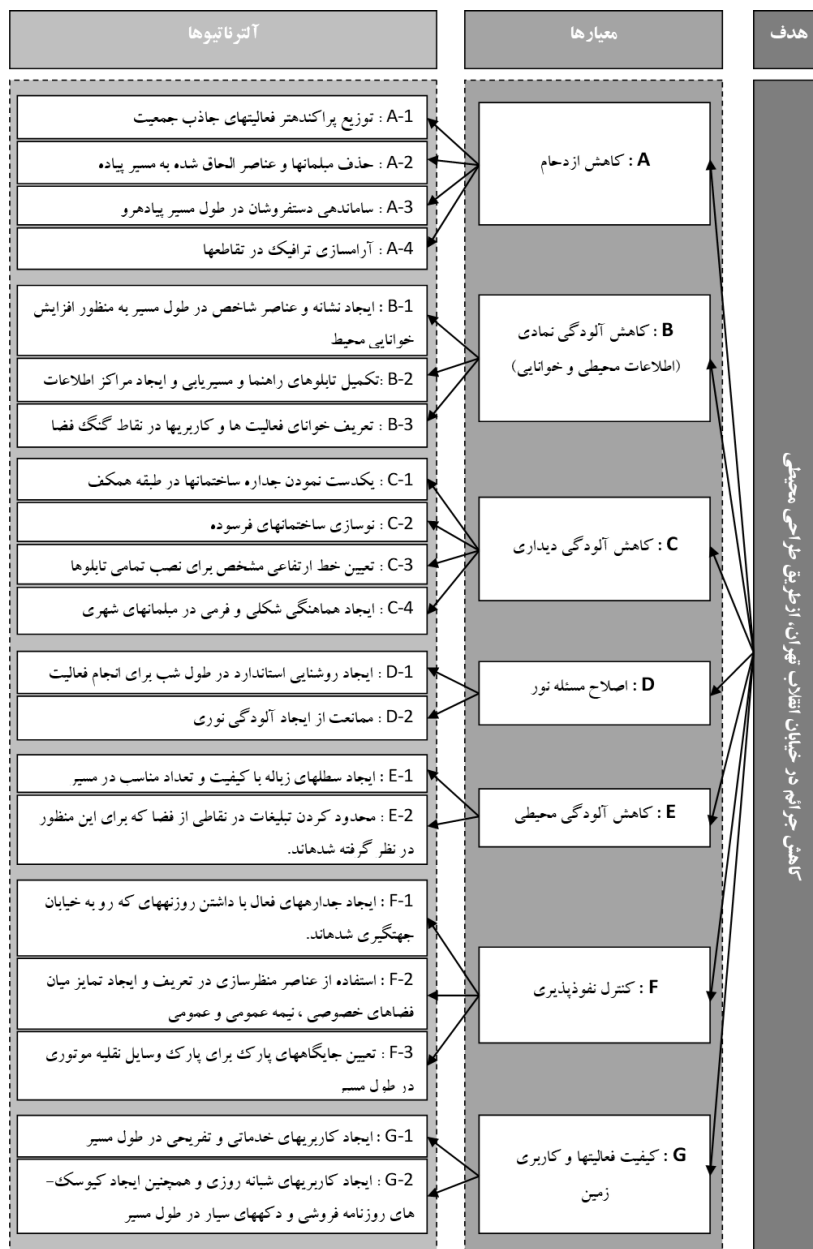 هدف
معیارها
آلترناتیوها
کاهش جرائم در خیابان انقلاب تهران، ازطریق طراحی محیطی
A : کاهش ازدحام
A-1 : توزیع پراکندهتر فعالیتهای جاذب جمعیت
A-2 : حذف مبلمانها و عناصر الحاق شده به مسیر پیاده
A-3 : ساماندهی دستفروشان در طول مسیر پیادهرو
A-4 : آرامسازی ترافیک در تقاطعها
B : کاهش آلودگی نمادی
(اطلاعات محیطی و خوانایی)
B-1 : ایجاد نشانه و عناصر شاخص در طول مسیر به منظور افزایش
خوانایی محیط
B-2 :تکمیل تابلوهای راهنما و مسیریابی و ایجاد مراکز اطلاعات
B-3 : تعریف خوانای فعالیت ها و کاربریها در نقاط گنگ فضا
C : کاهش آلودگی دیداری
C-1 : یکدست نمودن جداره ساختمانها در طبقه همکف
C-2 : نوسازی ساختمانهای فرسوده
C-3 : تعیین خط ارتفاعی مشخص برای نصب تمامی تابلوها
C-4 : ایجاد هماهنگی شکلی و فرمی در مبلمانهای شهری
D : اصلاح مسئله نور
D-1 : ایجاد روشنایی استاندارد در طول شب برای انجام فعالیت
D-2 : ممانعت از ایجاد آلودگی نوری
E : کاهش آلودگی محیطی
E-1 : ایجاد سطلهای زباله با کیفیت و تعداد مناسب در مسیر
E-2 : محدود کردن تبلیغات در نقاطی از فضا که برای این منظور
در نظر گرفته شدهاند.
F : کنترل نفوذپذیری
F-1 : ایجاد جدارههای فعال با داشتن روزنههای که رو به خیابان
جهتگیری شدهاند.
F-2 : استفاده از عناصر منظرسازی در تعریف و ایجاد تمایز میان
فضاهای خصوصی ، نیمه عمومی و عمومی
F-3 : تعیین جایگاههای پارک برای پارک وسایل نقلیه موتوری
در طول مسیر
G : کیفیت فعالیتها و کاربری
زمین
G-1 : ایجاد کاربریهای خدماتی و تفریحی در طول مسیر
G-2 : ایجاد کاربریهای شبانه روزی و همچنین ایجاد کیوسک-
های روزنامه فروشی و دکههای سیار در طول مسیر